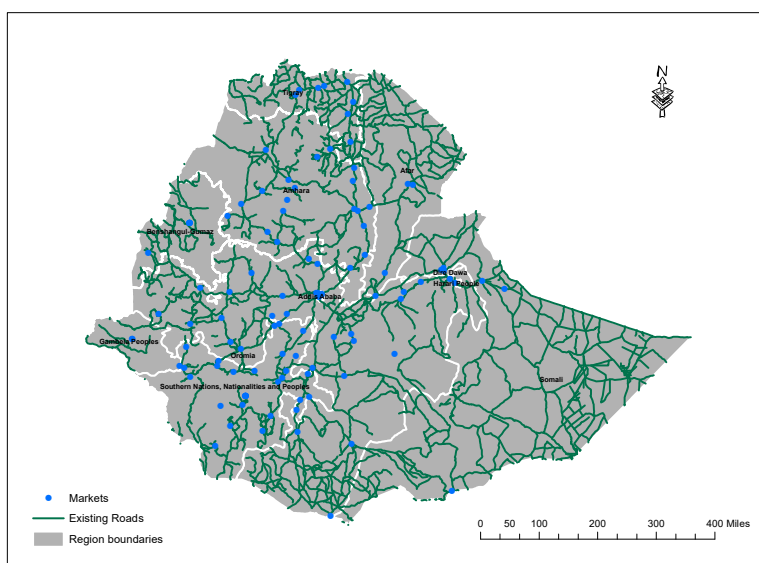 N
Tigray
Afar
Amhara
Benshangul-Gumaz
Dire Dawa
Harari People
Addis Ababa
Gambela Peoples
Oromia
Somali
Southern Nations, Nationalities and Peoples
Markets
Existing Roads
Region boundaries
0 50 100 200 300 400 Miles